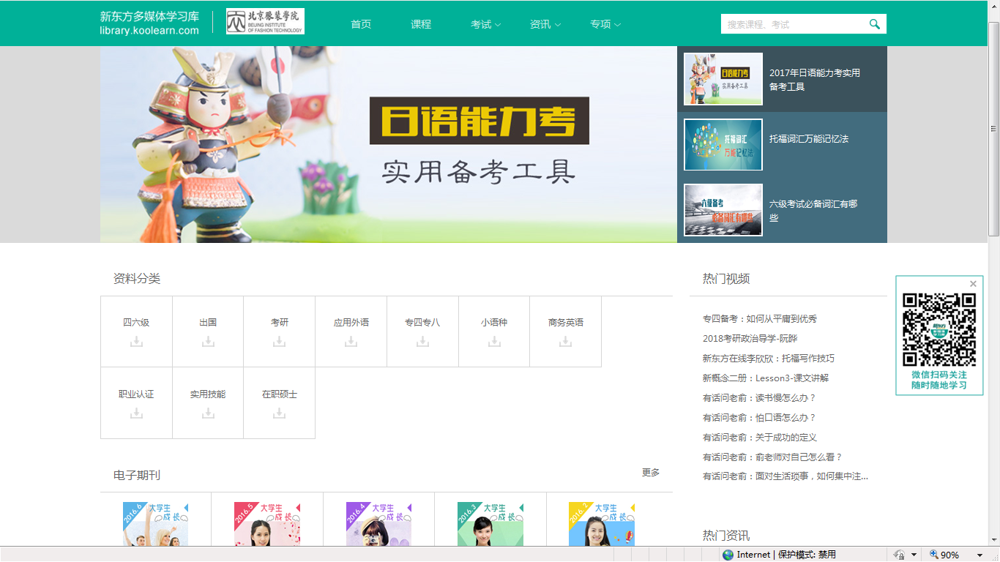 新东方多媒体学习库
library.koolearn.com
北京服装学院
BEIJING INSTITUTE
OF FASHION TECHNOLOGY
首页
课程
考试
资讯
专项
搜索课程、考试
日语能力考
实用备考工具
日语能力考
实用备考工具
2017年日语能力考实用
备考工具
托福词汇
万能记忆法
托福词汇万能记忆法
六级备考
必备词汇有哪些
六级考试必备词汇有哪
些
资料分类
四六级
出国
考研
应用外语
专四专八
小语种
商务英语
职业认证
实用技能
在职硕士
热门视频
专四备考：如何从平庸到优秀
2018考研政治导学-阮晔
新东方在线李欣欣：托福写作技巧
新概念二册：Lesson3-课文讲解
有话问老俞：读书慢怎么办？
有话问老俞：怕口语怎么办？
有话问老俞：关于成功的定义
有话问老俞：俞老师对自己怎么看？
有话问老俞：面对生活琐事，如何集中注...
微信扫码关注
随时随地学习
电子期刊
更多
2016.6
大学生
成长
2016.5
大学生
成长
2016.4
大学生
成长
2016.3
大学生
成长
2016.2
大学生
成长
热门资讯
Internet | 保护模式: 禁用
90%